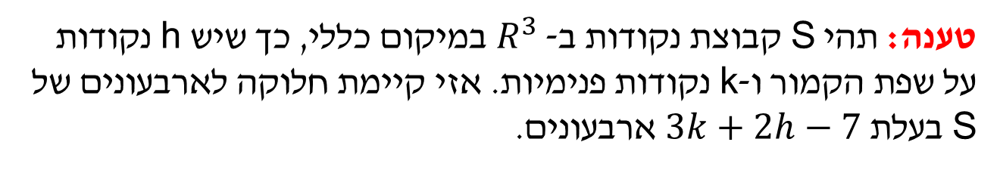 טענה: תהי S קבוצת נקודות ב- R³ במיקום כללי, כך שיש h נקודות
על שפת הקמור ו-k נקודות פנימיות. אזי קיימת חלוקה לארבעונים של
S בעלת 3k + 2h − 7 ארבעונים.